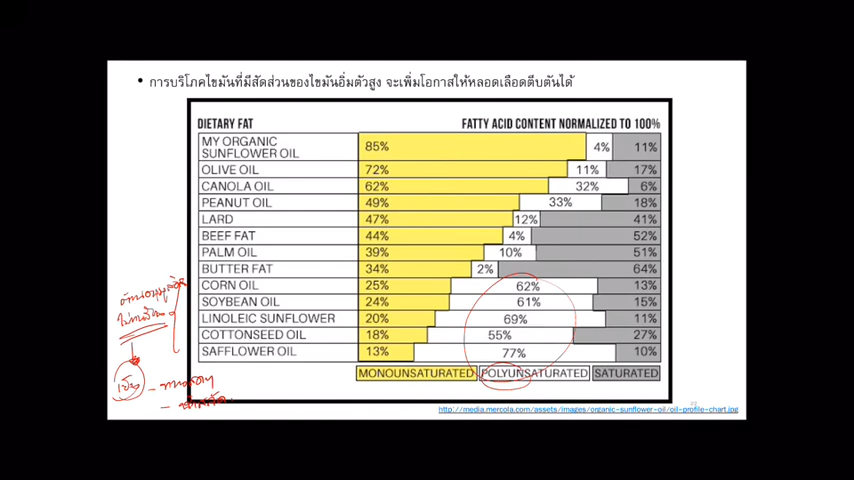 • การบริโภคไขมันที่มีสัดส่วนของไขมันอิ่มตัวสูง จะเพิ่มโอกาสให้หลอดเลือดตีบตันได้
DIETARY FAT FATTY ACID CONTENT NORMALIZED TO 100%
MY ORGANIC
SUNFLOWER OIL 85% 4% 11%
OLIVE OIL 72% 11% 17%
CANOLA OIL 62% 32% 6%
PEANUT OIL 49% 33% 18%
LARD 47% 12% 41%
BEEF FAT 44% 4% 52%
PALM OIL 39% 10% 51%
BUTTER FAT 34% 2% 64%
CORN OIL 25% 62% 13%
SOYBEAN OIL 24% 61% 15%
LINOLEIC SUNFLOWER 20% 69% 11%
COTTONSEED OIL 18% 55% 27%
SAFFLOWER OIL 13% 77% 10%
MONOUNSATURATED POLYUNSATURATED SATURATED
http://media.mercola.com/assets/images/organic-sunflower-oil/oil-profile-chart.jpg